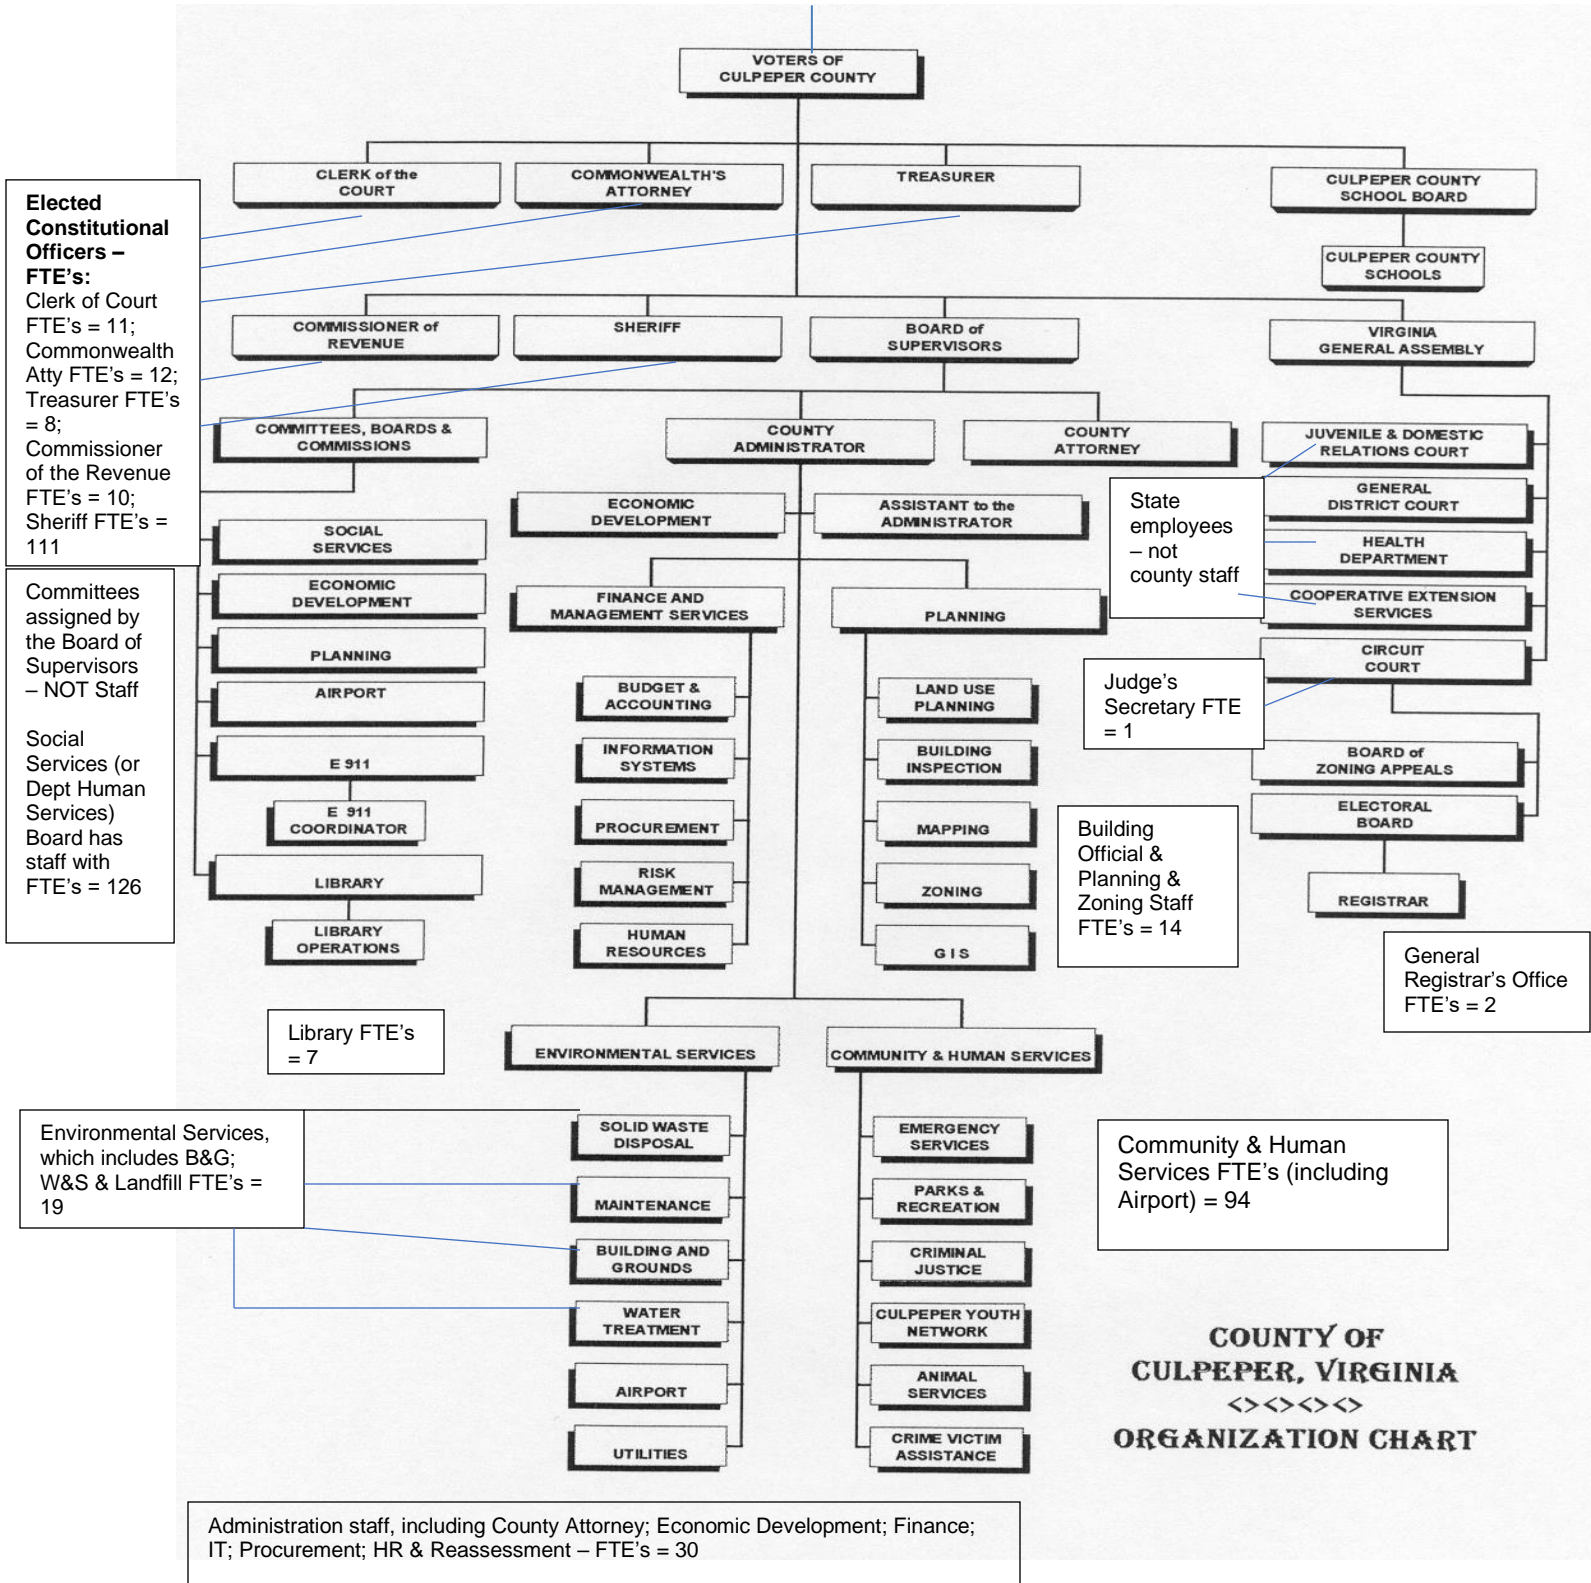 VOTERS OF
CULPEPER COUNTY
CLERK of the
COURT
COMMONWEALTH'S
ATTORNEY
TREASURER
CULPEPER COUNTY
SCHOOL BOARD
CULPEPER COUNTY
SCHOOLS
Elected
Constitutional
Officers –
FTE's:
Clerk of Court
FTE's = 11;
Commonwealth
Atty FTE's = 12;
Treasurer FTE's
= 8;
Commissioner
of the Revenue
FTE's = 10;
Sheriff FTE's =
111
COMMISSIONER of
REVENUE
SHERIFF
BOARD of
SUPERVISORS
VIRGINIA
GENERAL ASSEMBLY
COMMITTEES, BOARDS &
COMMISSIONS
COUNTY
ADMINISTRATOR
COUNTY
ATTORNEY
JUVENILE & DOMESTIC
RELATIONS COURT
GENERAL
DISTRICT COURT
HEALTH
DEPARTMENT
COOPERATIVE EXTENSION
SERVICES
CIRCUIT
COURT
State
employees
– not
county staff
Judge's
Secretary FTE
= 1
BOARD of
ZONING APPEALS
ELECTORAL
BOARD
REGISTRAR
General
Registrar's Office
FTE's = 2
ECONOMIC
DEVELOPMENT
ASSISTANT to the
ADMINISTRATOR
Committees
assigned by
the Board of
Supervisors
– NOT Staff
Social
Services (or
Dept Human
Services)
Board has
staff with
FTE's = 126
SOCIAL
SERVICES
ECONOMIC
DEVELOPMENT
PLANNING
AIRPORT
E 911
E 911
COORDINATOR
LIBRARY
LIBRARY
OPERATIONS
Library FTE's
= 7
FINANCE AND
MANAGEMENT SERVICES
BUDGET &
ACCOUNTING
INFORMATION
SYSTEMS
PROCUREMENT
RISK
MANAGEMENT
HUMAN
RESOURCES
PLANNING
LAND USE
PLANNING
BUILDING
INSPECTION
MAPPING
ZONING
G I S
Building
Official &
Planning &
Zoning Staff
FTE's = 14
ENVIRONMENTAL SERVICES
SOLID WASTE
DISPOSAL
MAINTENANCE
BUILDING AND
GROUNDS
WATER
TREATMENT
AIRPORT
UTILITIES
Environmental Services,
which includes B&G;
W&S & Landfill FTE's =
19
COMMUNITY & HUMAN SERVICES
EMERGENCY
SERVICES
PARKS &
RECREATION
CRIMINAL
JUSTICE
CULPEPER YOUTH
NETWORK
ANIMAL
SERVICES
CRIME VICTIM
ASSISTANCE
Community & Human
Services FTE's (including
Airport) = 94
COUNTY OF
CULPEPER, VIRGINIA
<><><><>
ORGANIZATION CHART
Administration staff, including County Attorney; Economic Development; Finance;
IT; Procurement; HR & Reassessment – FTE's = 30